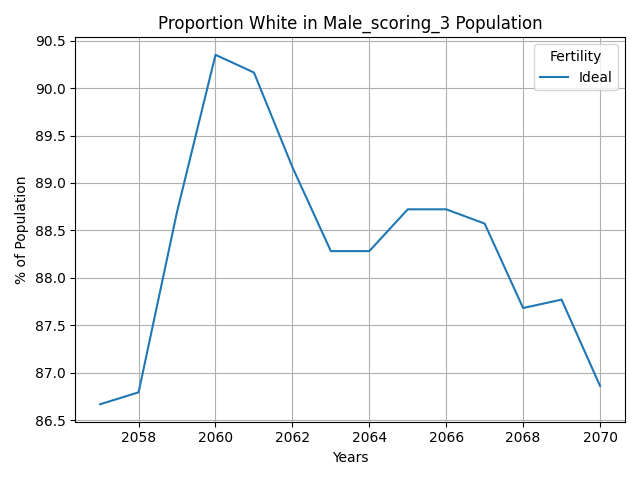 Proportion White in Male_scoring_3 Population
90.5
90.0
89.5
89.0
88.5
88.0
87.5
87.0
86.5
% of Population
Fertility
Ideal
2058 2060 2062 2064 2066 2068 2070
Years